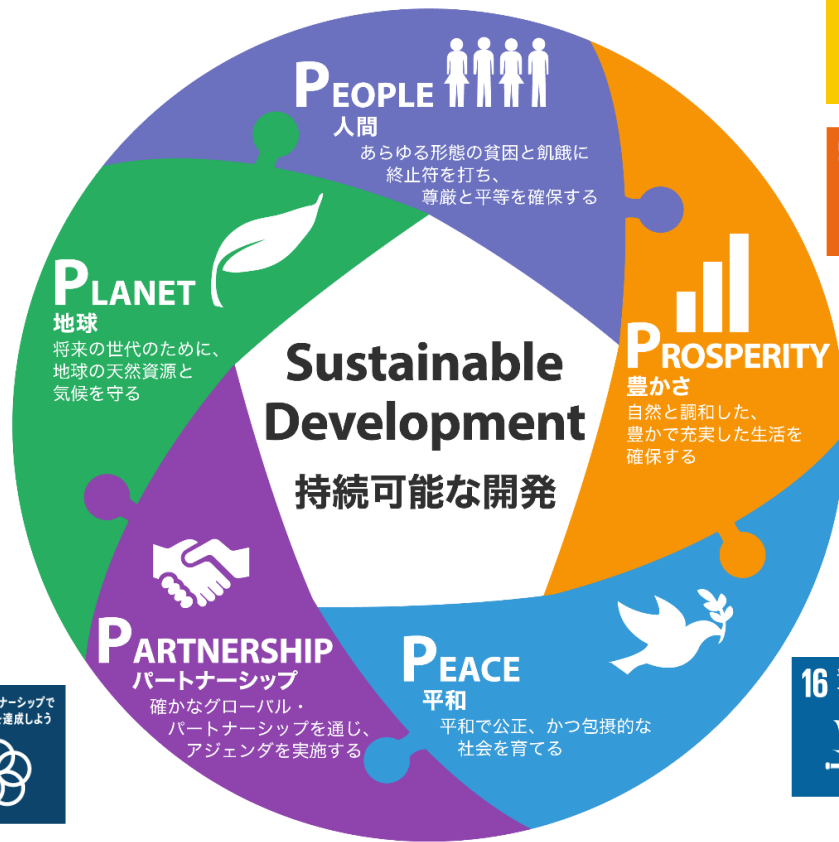 PEOPLE
人間
あらゆる形態の貧困と飢餓に
終止符を打ち、
尊厳と平等を確保する
PLANET
地球
将来の世代のために、
地球の天然資源と
気候を守る
PROSPERITY
豊かさ
自然と調和した、
豊かで充実した生活を
確保する
Sustainable
Development
持続可能な開発
PARTNERSHIP
パートナーシップ
確かなグローバル・
パートナーシップを通じ、
アジェンダを実施する
PEACE
平和
平和で公正、かつ包摂的な
社会を育てる
ナーシップで
達成しよう
16